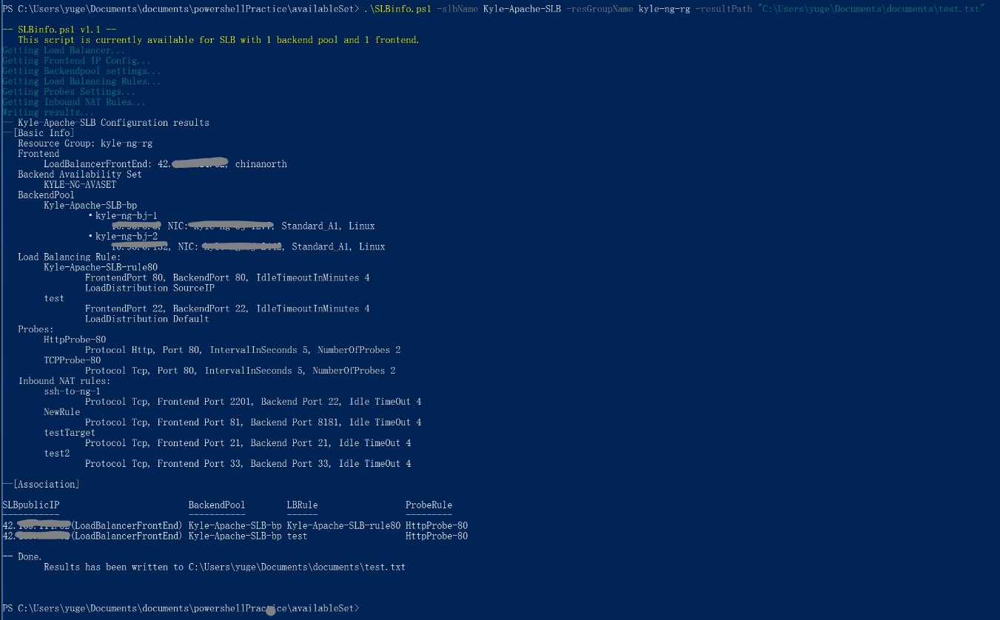 PS C:\Users\yuge\Documents\documents\powershellPractice\availableSet> .\SLBinfo.ps1 -slbName Kyle-Apache-SLB -resGroupName kyle-ng-rg -resultPath "C:\Users\yuge\Documents\documents\test.txt"
-- SLBinfo.ps1 v1.1 --
This script is currently available for SLB with 1 backend pool and 1 frontend.
Getting Load Balancer...
Getting Frontend IP Config...
Getting Backendpool settings...
Getting Load Balancing Rules...
Getting Probes Settings...
Getting Inbound NAT Rules...
Writing results...
-- Kyle-Apache-SLB Configuration results
--[Basic Info]
Resource Group: kyle-ng-rg
Frontend
LoadBalancerFrontEnd: 42. , chinanorth
Backend Availability Set
KYLE-NG-AVASET
BackendPool
Kyle-Apache-SLB-bp
• kyle-ng-bj-1
, NIC: , Standard_A1, Linux
• kyle-ng-bj-2
, NIC: , Standard_A1, Linux
Load Balancing Rule:
Kyle-Apache-SLB-rule80
FrontendPort 80, BackendPort 80, IdleTimeoutInMinutes 4
LoadDistribution SourceIP
test
FrontendPort 22, BackendPort 22, IdleTimeoutInMinutes 4
LoadDistribution Default
Probes:
HttpProbe-80
Protocol Http, Port 80, IntervalInSeconds 5, NumberOfProbes 2
TCPProbe-80
Protocol Tcp, Port 80, IntervalInSeconds 5, NumberOfProbes 2
Inbound NAT rules:
ssh-to-ng-1
Protocol Tcp, Frontend Port 2201, Backend Port 22, Idle TimeOut 4
NewRule
Protocol Tcp, Frontend Port 81, Backend Port 8181, Idle TimeOut 4
testTarget
Protocol Tcp, Frontend Port 21, Backend Port 21, Idle TimeOut 4
test2
Protocol Tcp, Frontend Port 33, Backend Port 33, Idle TimeOut 4
--[Association]
SLBpublicIP BackendPool LBRule ProbeRule
----------- ----------- ------ ---------
42. (LoadBalancerFrontEnd) Kyle-Apache-SLB-bp Kyle-Apache-SLB-rule80 HttpProbe-80
42. (LoadBalancerFrontEnd) Kyle-Apache-SLB-bp test HttpProbe-80
-- Done.
Results has been written to C:\Users\yuge\Documents\documents\test.txt
PS C:\Users\yuge\Documents\documents\powershellPractice\availableSet>